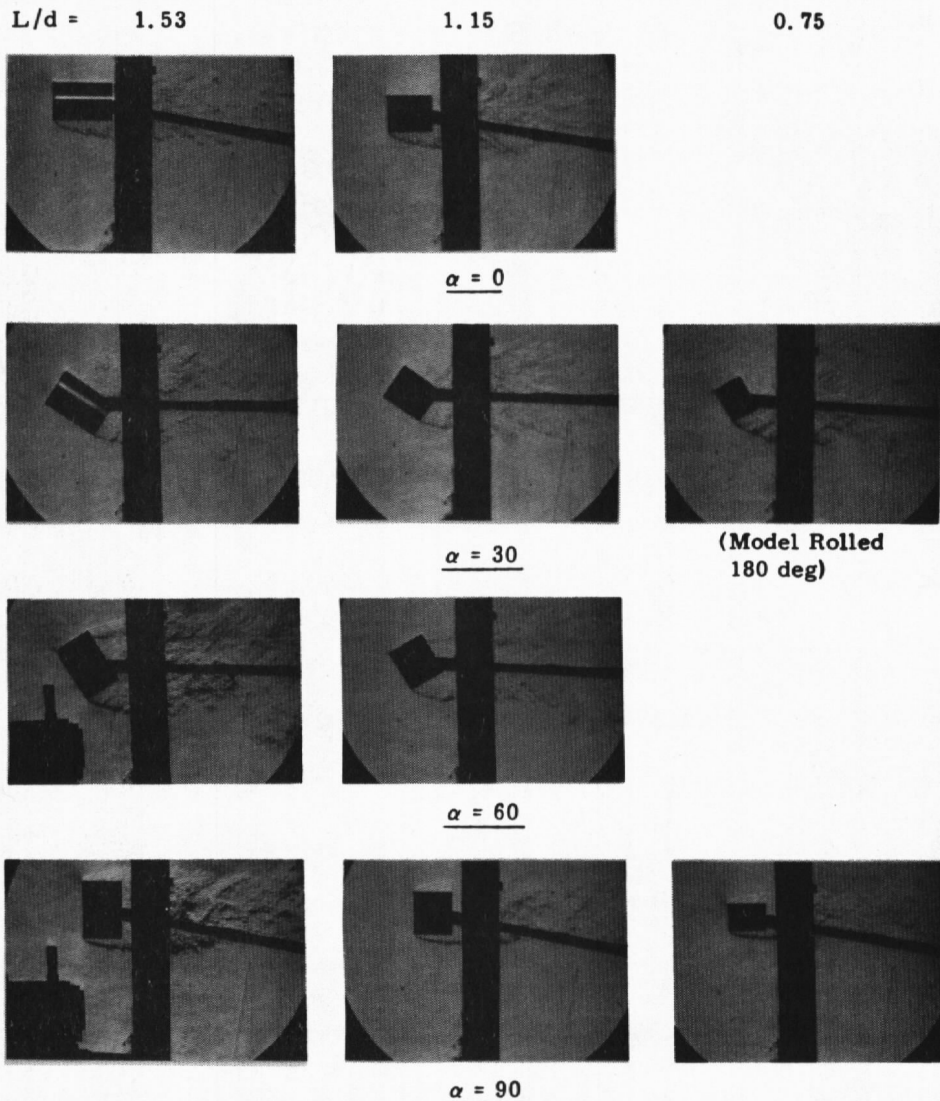 L/d = 1.53 1.15 0.75
α = 0
α = 30
(Model Rolled
180 deg)
α = 60
α = 90